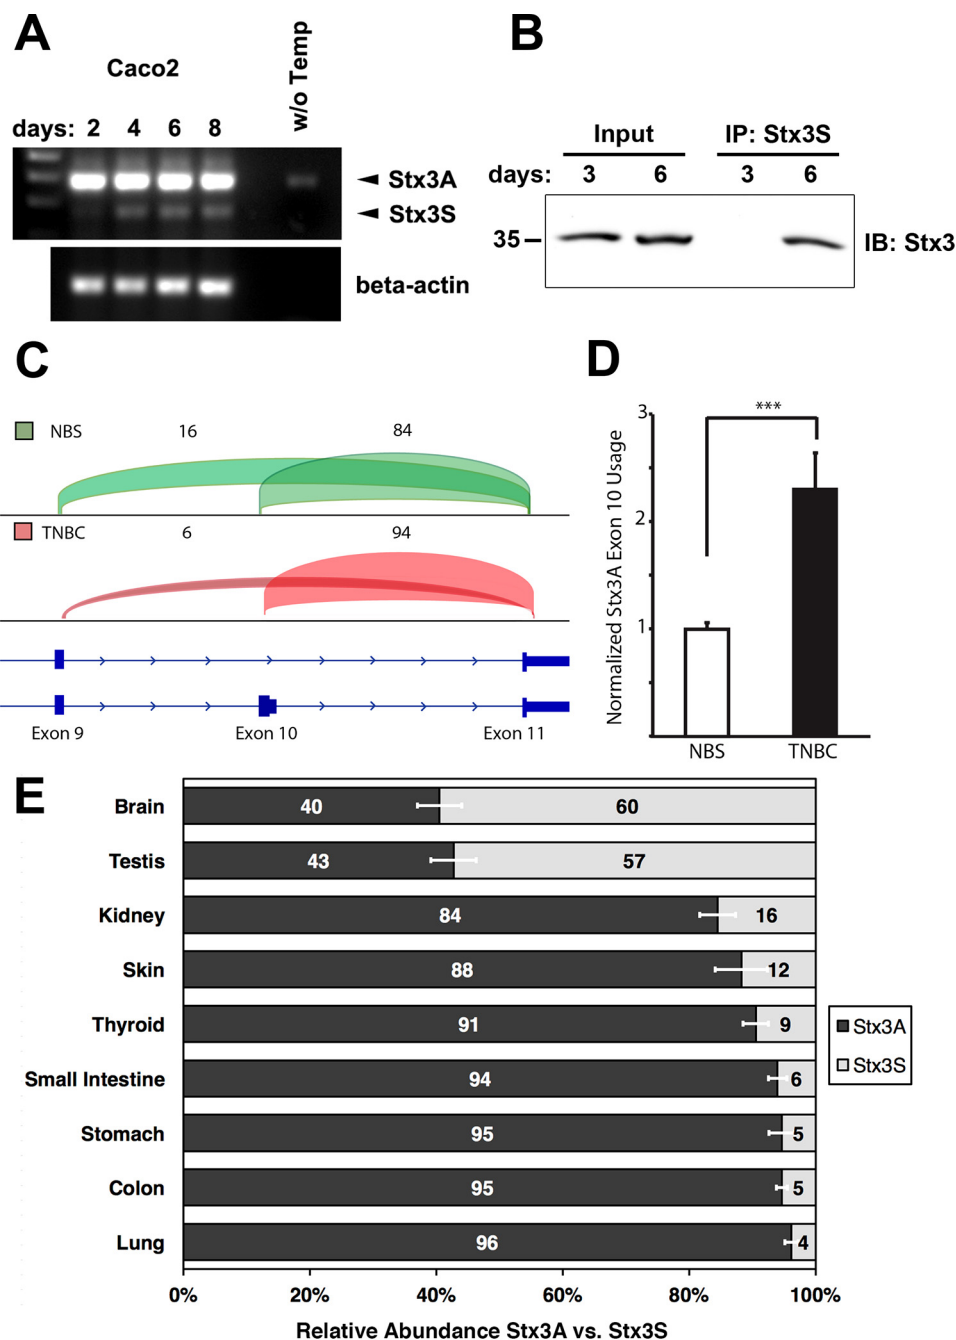 A
Caco2
w/o Temp
days: 2 4 6 8
Stx3A
Stx3S
beta-actin
B
Input IP: Stx3S
days: 3 6 3 6
35
IB: Stx3
C
NBS 16 84
TNBC 6 94
Exon 9 Exon 10 Exon 11
D
***
3
2
1
Normalized Stx3A Exon 10 Usage
NBS TNBC
E
Brain 40 60
Testis 43 57
Kidney 84 16
Skin 88 12
Thyroid 91 9
Small Intestine 94 6
Stomach 95 5
Colon 95 5
Lung 96 4
Stx3A
Stx3S
0% 20% 40% 60% 80% 100%
Relative Abundance Stx3A vs. Stx3S